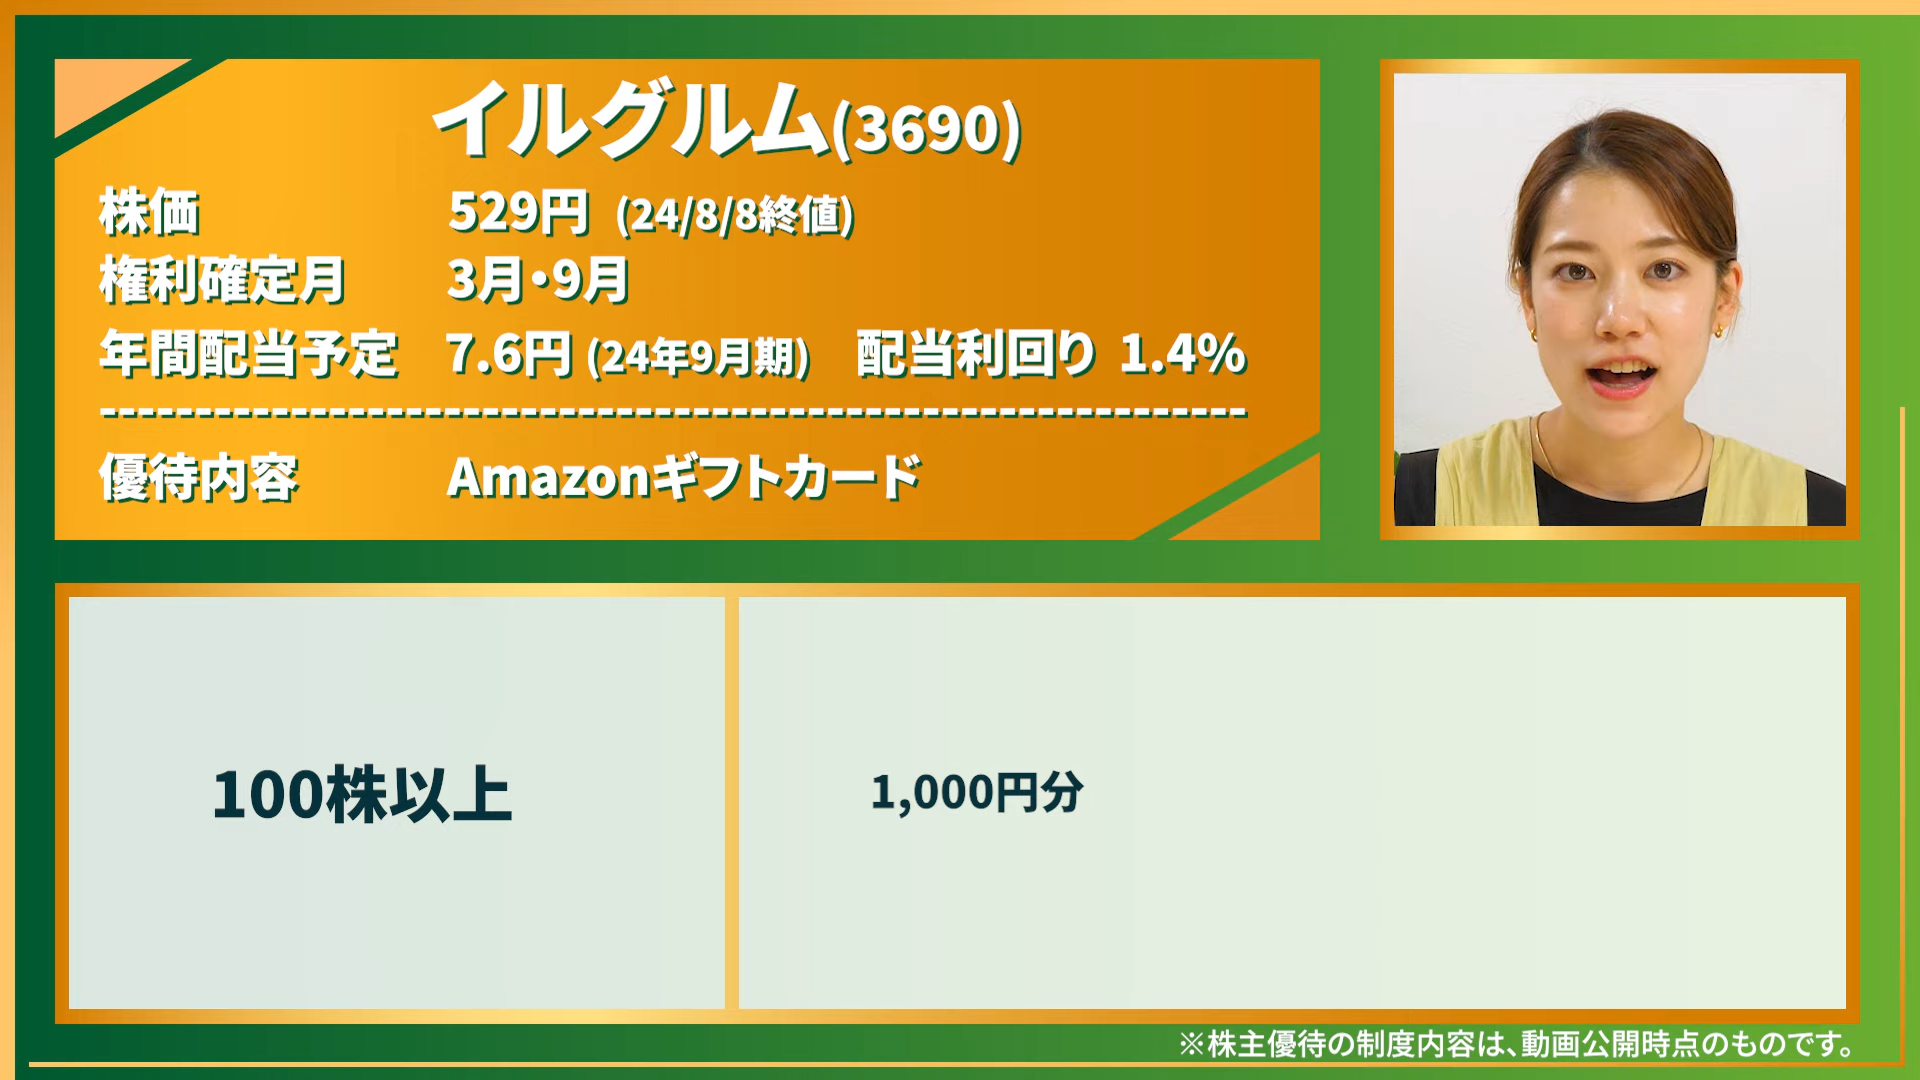 イルグルム(3690)
株価 529円 (24/8/8終値)
権利確定月 3月・9月
年間配当予定 7.6円 (24年9月期) 配当利回り 1.4%
優待内容 Amazonギフトカード
100株以上 1,000円分
※株主優待の制度内容は、動画公開時点のものです。